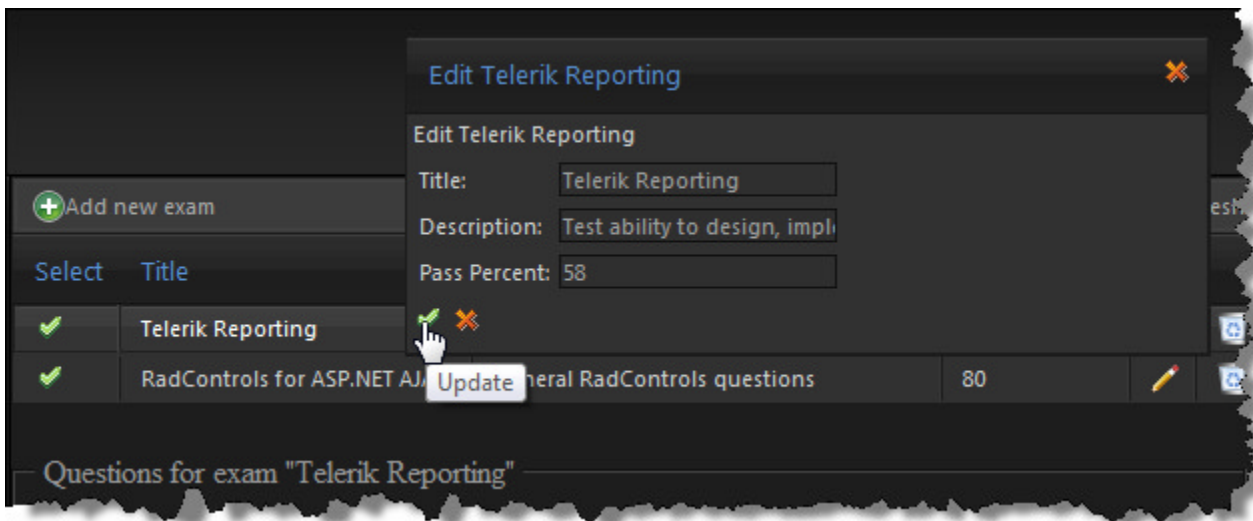 Edit Telerik Reporting
Edit Telerik Reporting
Title: Telerik Reporting
Description: Test ability to design, impl
Pass Percent: 58
Add new exam
Select Title
Telerik Reporting
Update
RadControls for ASP.NET questions
RadControls 80
Questions for exam "Telerik Reporting"